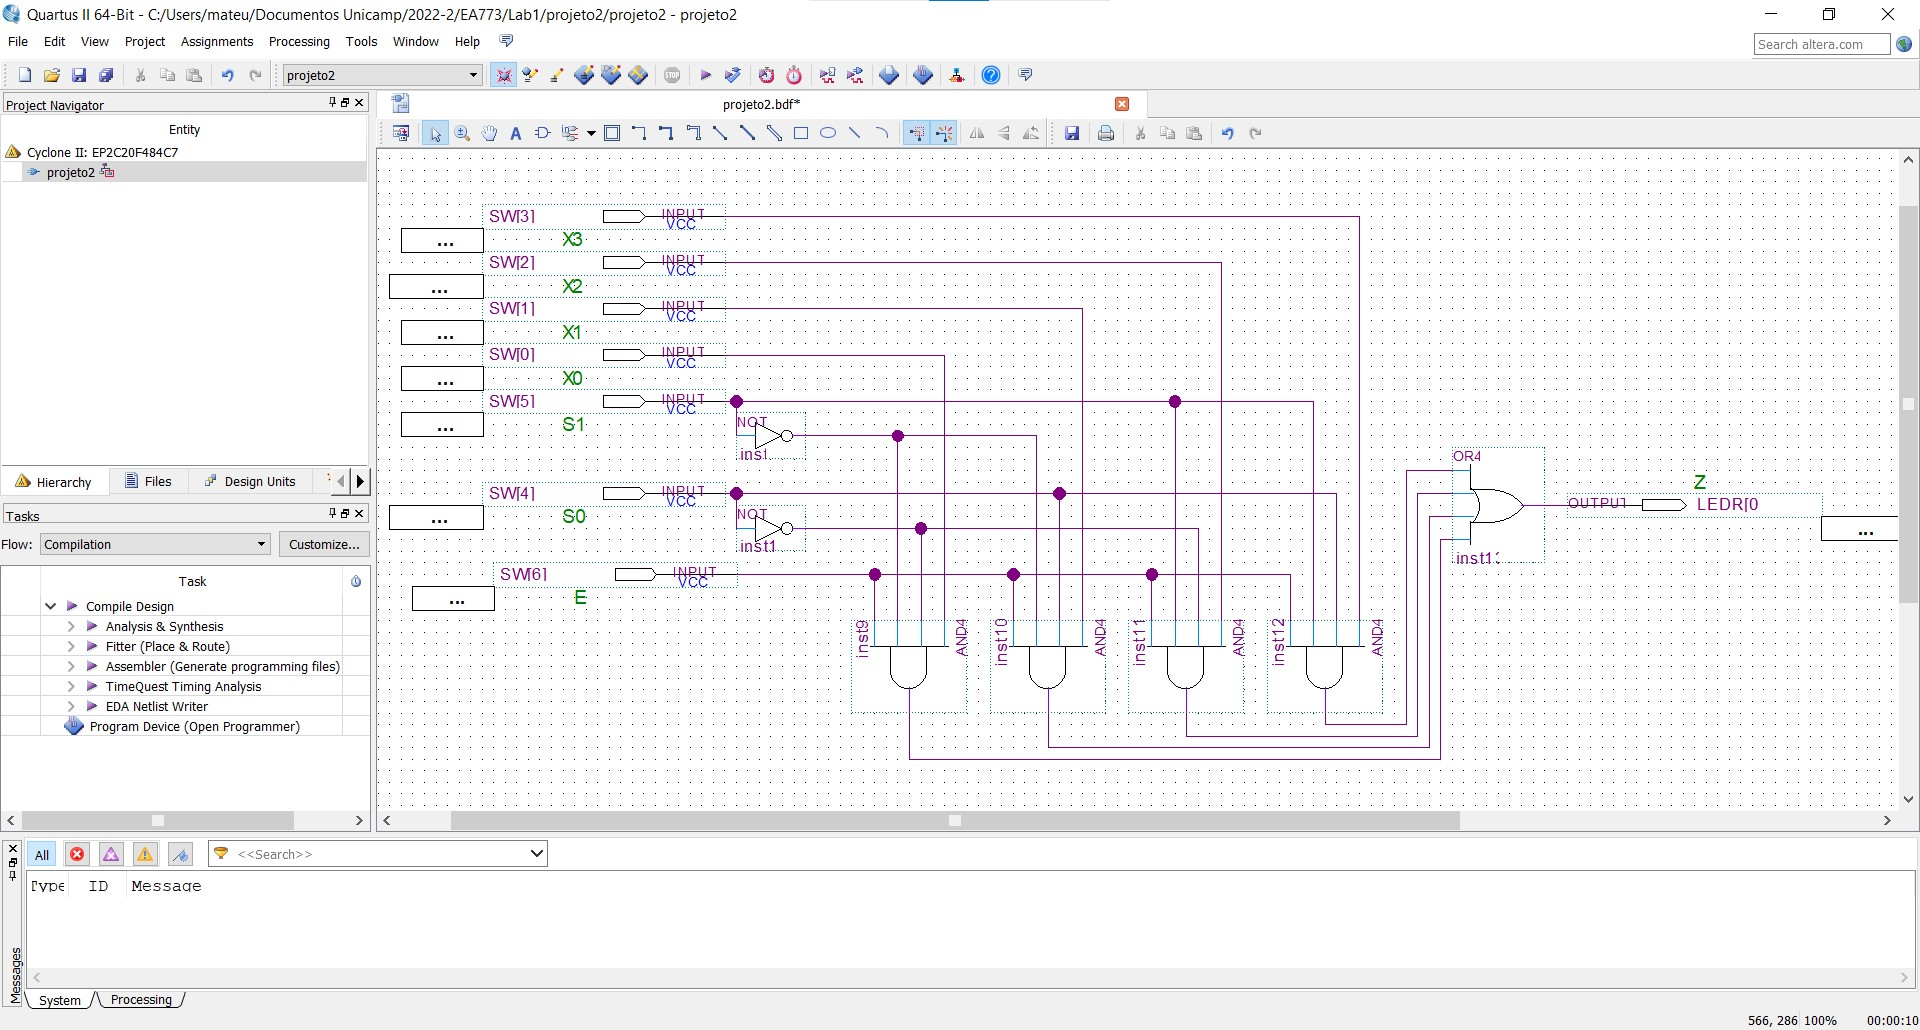 Quartus II 64-Bit - C:/Users/mateu/Documentos Unicamp/2022-2/EA773/Lab1/projeto2/projeto2 - projeto2
File Edit View Project Assignments Processing Tools Window Help
Search altera.com
projeto2
Project Navigator
projeto2.bdf*
Entity
Cyclone II: EP2C20F484C7
projeto2
SW[3] INPUT
VCC
... X3
SW[2] INPUT
VCC
... X2
SW[1] INPUT
VCC
... X1
SW[0] INPUT
VCC
... X0
SW[5] INPUT
VCC
... S1
NOT
inst
Hierarchy Files Design Units
SW[4] INPUT
VCC
... S0
NOT
inst1
SW[6] INPUT
VCC
... E
inst9 AND4 inst10 AND4 inst11 AND4 inst12 AND4
OR4
Z
OUTPUT LEDR[0
...
Tasks
Flow: Compilation Customize...
Task
Compile Design
Analysis & Synthesis
Fitter (Place & Route)
Assembler (Generate programming files)
TimeQuest Timing Analysis
EDA Netlist Writer
Program Device (Open Programmer)
All <<Search>>
Type ID Message
Messages
System Processing
566, 286 100% 00:00:10